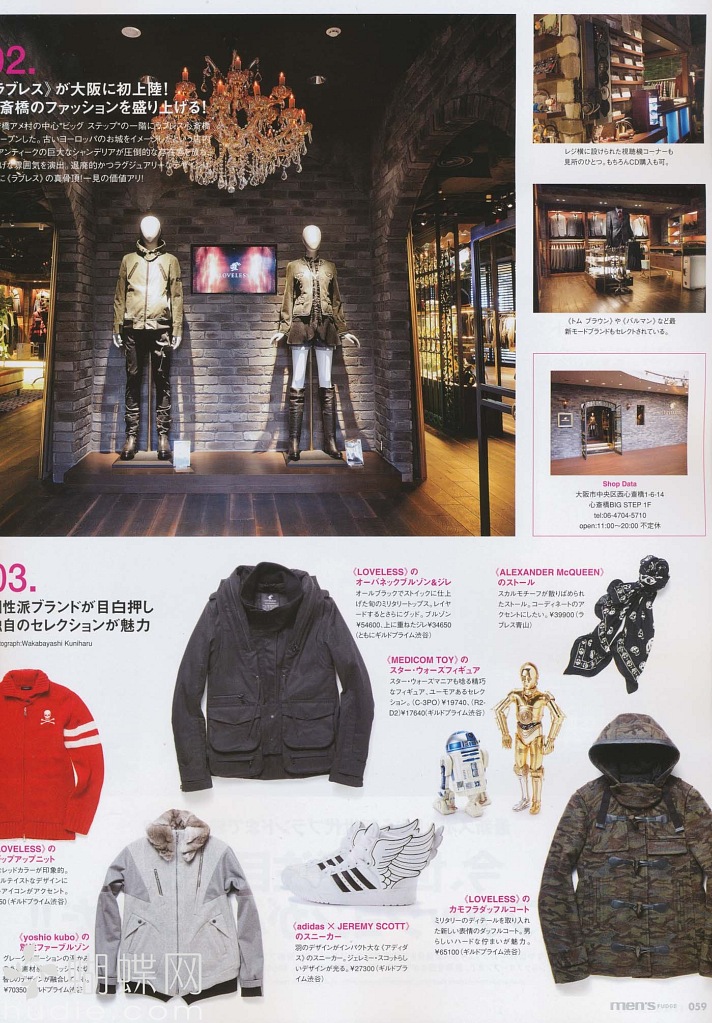 02.
ラブレス》が大阪に初上陸!
斎橋のファッションを盛り上げる!
橋アメ村の中心“ビッグ ステップ”の一階にラブレス心斎橋
ープンした。古いヨーロッパのお城をイメージしたという
アンティークの巨大なシャンデリアが圧倒的な
な雰囲気を演出。退廃的かつラグジュアリーな
に《ラブレス》の真骨頂!一見の価値アリ!
LOVELESS
レジ横に設けられた視聴機コーナーも
見所のひとつ。もちろんCD購入も可。
《トム ブラウン》や《バルマン》など最
新モードブランドもセレクトされている。
Shop Data
大阪市中央区西心斎橋1-6-14
心斎橋BIG STEP 1F
tel:06-4704-5710
open:11:00〜20:00 不定休
03.
性派ブランドが目白押し
自のセレクションが魅力
tograph:Wakabayashi Kuniharu
《LOVELESS》の
オーバネックブルゾン&ジレ
オールブラックでストイックに仕上
げた旬のミリタリートップス。レイヤ
ードするとさらにグッド。ブルゾン
¥54600、上に重ねたジレ¥34650
(ともにギルドプライム渋谷)
《ALEXANDER McQUEEN》
のストール
スカルモチーフが散りばめられ
たストール。コーディネートのア
クセントにしたい。¥39900(ラブ
レス青山)
《MEDICOM TOY》の
スター・ウォーズフィギュア
スター・ウォーズマニアも唸る精巧
なフィギュア、ユーモアあるセレク
ション。(C-3PO)¥19740、(R2-
D2)¥17640(ギルドプライム渋谷)
LOVELESS》の
ップアップニット
なレッドカラーが印象的。
ルテイストなデザインに
アイコンがアクセント。
50(ギルドプライム渋谷)
《yoshio kubo》の
ファーブルゾン
¥70350(ギルドプライム渋谷)
《adidas × JEREMY SCOTT》
のスニーカー
羽のデザインがインパクト大な《アディダ
ス》のスニーカー。ジェレミー・スコットらし
いデザインが光る。¥27300(ギルドプラ
イム渋谷)
《LOVELESS》の
カモフラダッフルコート
ミリタリーのディテールを取り入れ
た新しい表情のダッフルコート。男
らしいハードな佇まいが魅力。
¥65100(ギルドプライム渋谷)
蝴蝶网
hudie.com
men's FUDGE 059